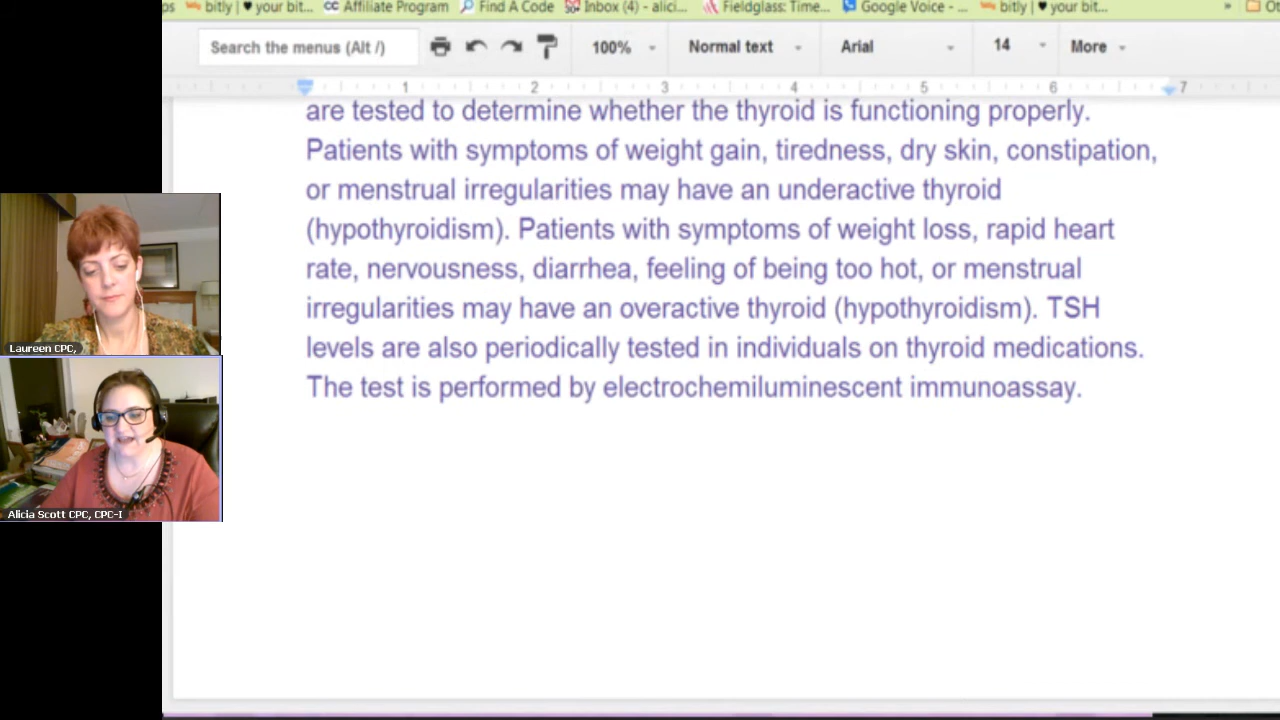 ps bitly | ♥ your bit... Affiliate Program Find A Code Inbox (4) - alici... Fieldglass: Time... Google Voice - ... bitly | ♥ your bit... » Ot
Search the menus (Alt /) 100% Normal text Arial 14 More
1 2 3 4 5 6 7
are tested to determine whether the thyroid is functioning properly.
Patients with symptoms of weight gain, tiredness, dry skin, constipation,
or menstrual irregularities may have an underactive thyroid
(hypothyroidism). Patients with symptoms of weight loss, rapid heart
rate, nervousness, diarrhea, feeling of being too hot, or menstrual
irregularities may have an overactive thyroid (hypothyroidism). TSH
levels are also periodically tested in individuals on thyroid medications.
The test is performed by electrochemiluminescent immunoassay.
Laureen CPC,
Alicia Scott CPC, CPC-I